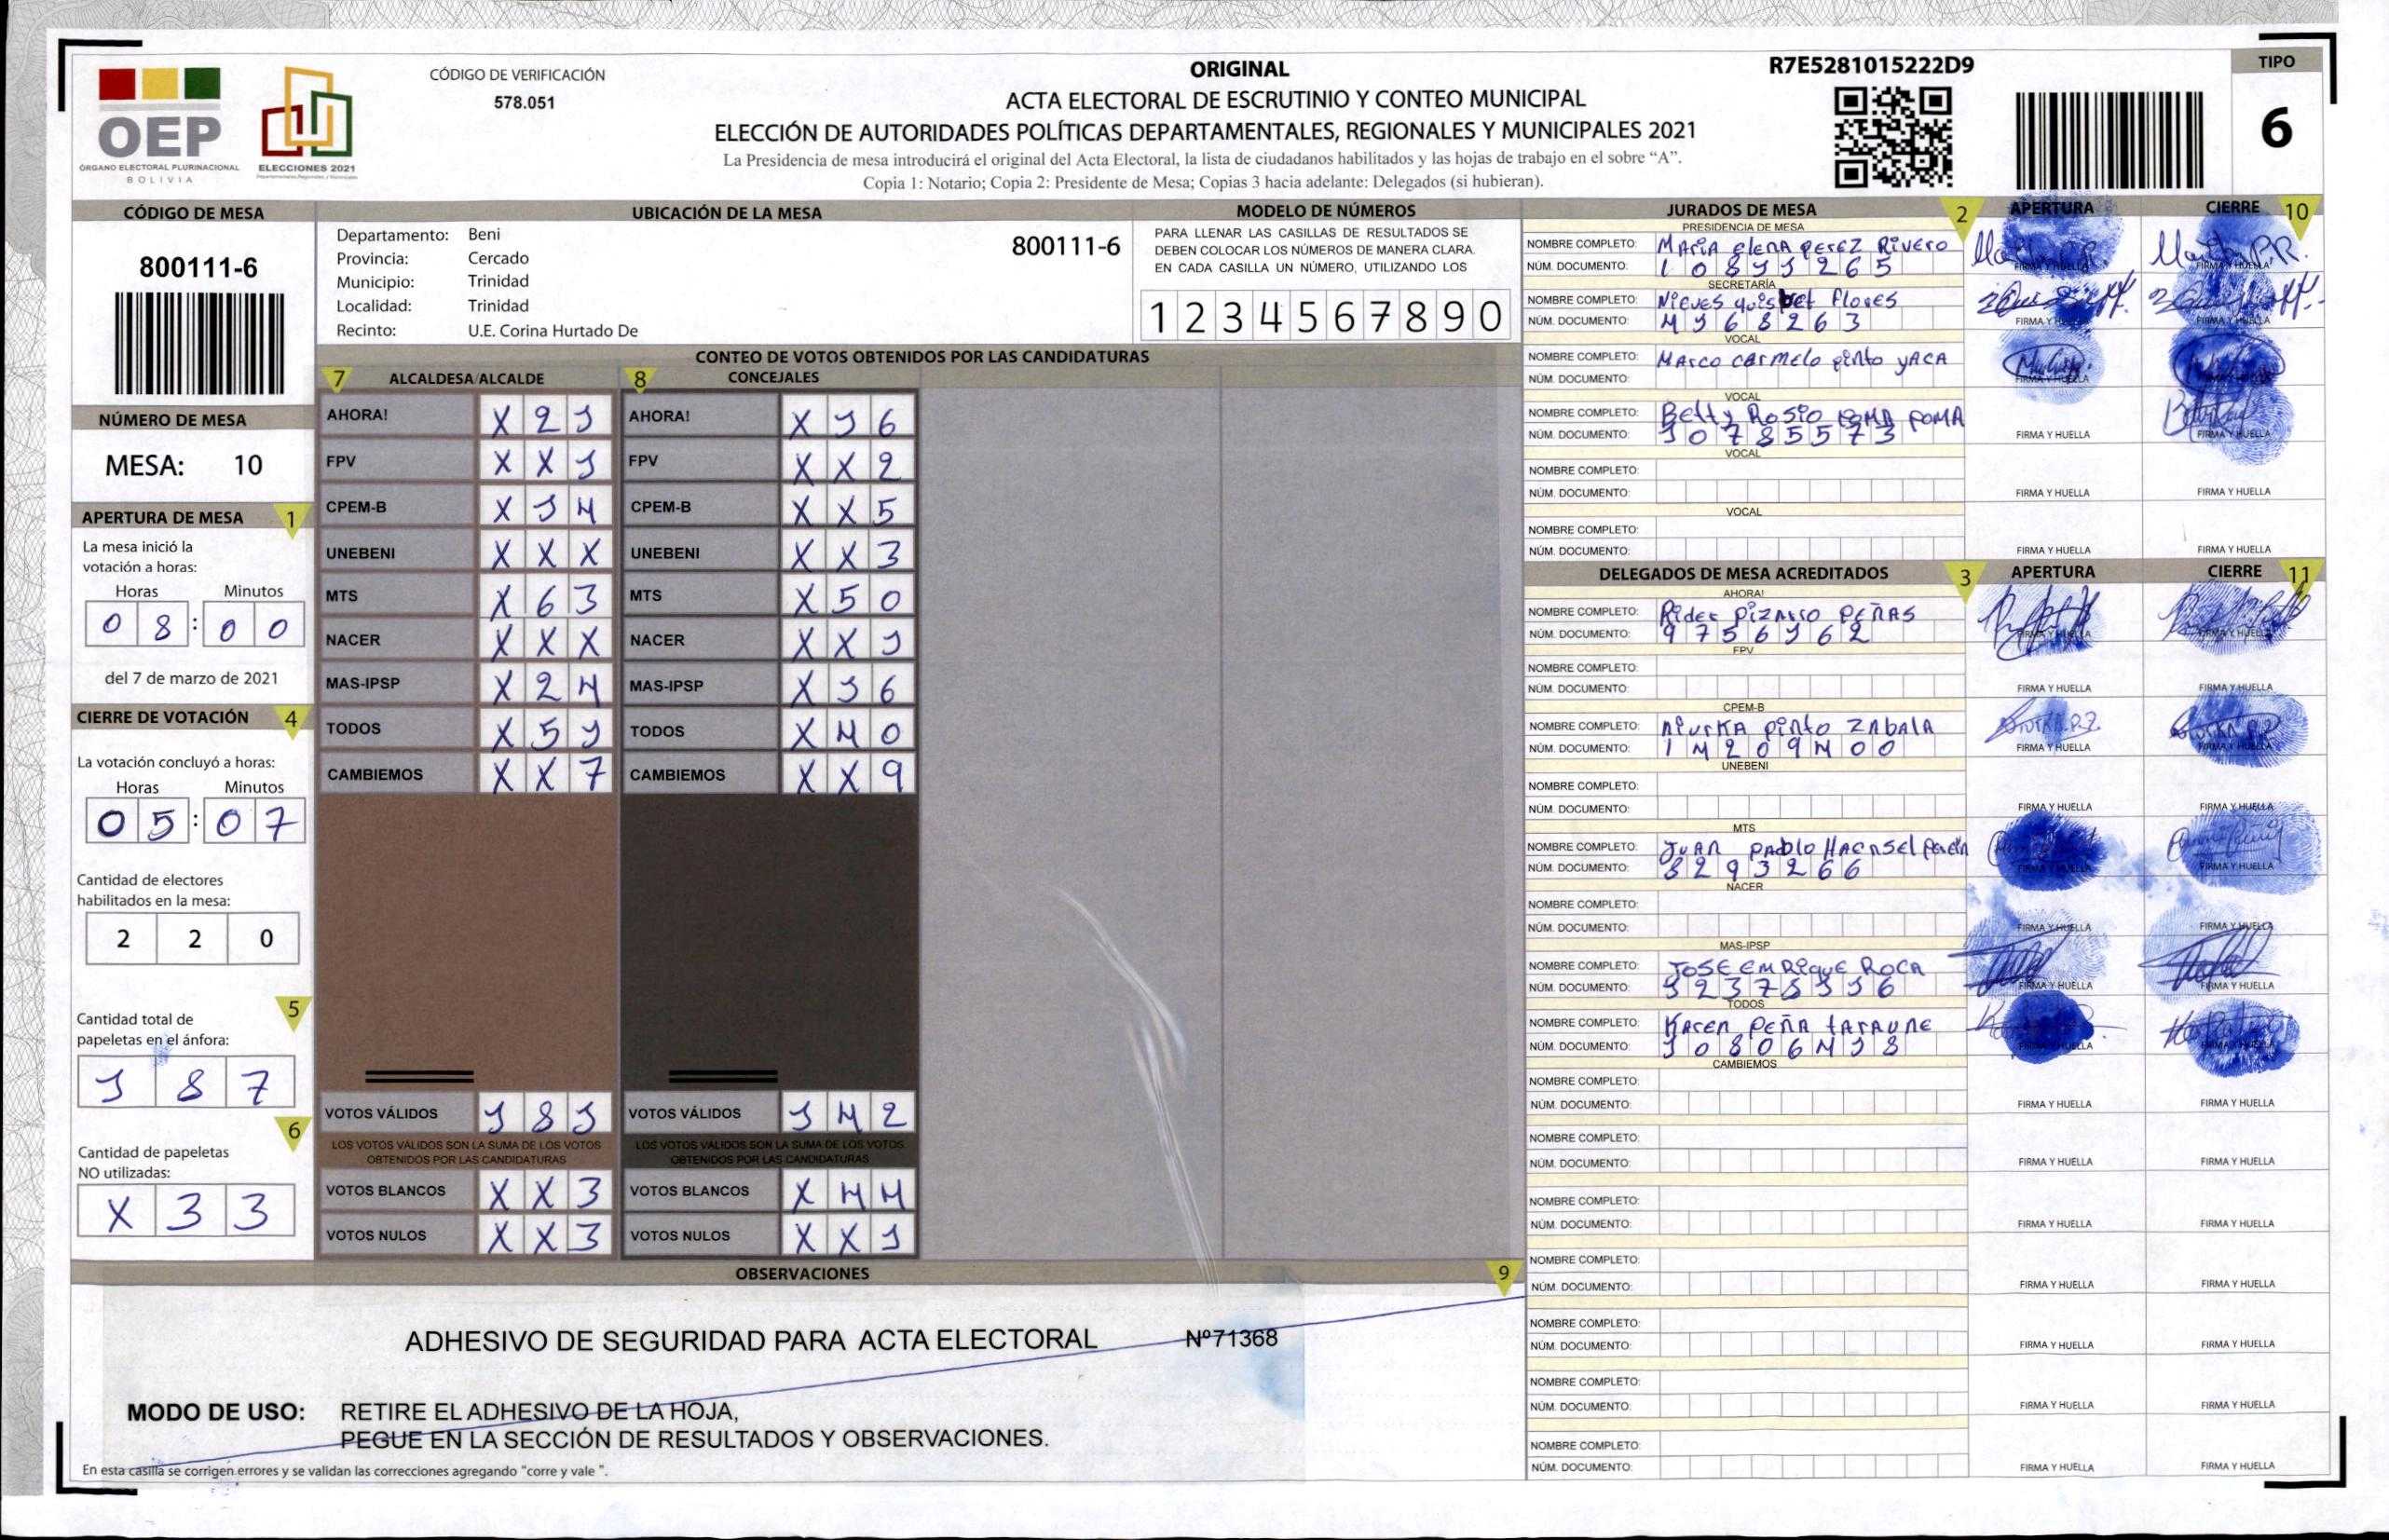 ORIGINAL
ACTA ELECTORAL DE ESCRUTINIO Y CONTEO MUNICIPAL
ELECCIÓN DE AUTORIDADES POLÍTICAS DEPARTAMENTALES, REGIONALES Y MUNICIPALES 2021
La Presidencia de mesa introducirá el original del Acta Electoral, la lista de ciudadanos habilitados y las hojas de trabajo en el sobre “A”.
Copia 1: Notario; Copia 2: Presidente de Mesa; Copias 3 hacia adelante: Delegados (si hubieran).
OEP
ÓRGANO ELECTORAL PLURINACIONAL
BOLIVIA
ELECCIONES 2021
CÓDIGO DE VERIFICACIÓN
578.051
R7E5281015222D9
TIPO
6
CÓDIGO DE MESA
800111-6
NÚMERO DE MESA
MESA: 10
APERTURA DE MESA 1
La mesa inició la
votación a horas:
Horas Minutos
0 8 : 0 0
del 7 de marzo de 2021
CIERRE DE VOTACIÓN 4
La votación concluyó a horas:
Horas Minutos
0 5 : 0 7
Cantidad de electores
habilitados en la mesa:
2 2 0
5
Cantidad total de
papeletas en el ánfora:
1 8 7
6
Cantidad de papeletas
NO utilizadas:
X 3 3
UBICACIÓN DE LA MESA
Departamento: Beni
800111-6
Provincia: Cercado
Municipio: Trinidad
Localidad: Trinidad
Recinto: U.E. Corina Hurtado De
MODELO DE NÚMEROS
PARA LLENAR LAS CASILLAS DE RESULTADOS SE
DEBEN COLOCAR LOS NÚMEROS DE MANERA CLARA.
EN CADA CASILLA UN NÚMERO, UTILIZANDO LOS
1 2 3 4 5 6 7 8 9 0
CONTEO DE VOTOS OBTENIDOS POR LAS CANDIDATURAS
7 ALCALDESA/ALCALDE 8 CONCEJALES
AHORA! X 2 1 AHORA! X 1 6
FPV X X 1 FPV X X 2
CPEM-B X 1 4 CPEM-B X X 5
UNEBENI X X X UNEBENI X X 3
MTS X 6 3 MTS X 5 0
NACER X X X NACER X X 1
MAS-IPSP X 2 4 MAS-IPSP X 1 6
TODOS X 5 1 TODOS X 4 0
CAMBIEMOS X X 7 CAMBIEMOS X X 9
VOTOS VÁLIDOS 1 8 1 VOTOS VÁLIDOS 1 4 2
LOS VOTOS VÁLIDOS SON LA SUMA DE LOS VOTOS LOS VOTOS VÁLIDOS SON LA SUMA DE LOS VOTOS
OBTENIDOS POR LAS CANDIDATURAS OBTENIDOS POR LAS CANDIDATURAS
VOTOS BLANCOS X X 3 VOTOS BLANCOS X 4 4
VOTOS NULOS X X 3 VOTOS NULOS X X 1
OBSERVACIONES 9
ADHESIVO DE SEGURIDAD PARA ACTA ELECTORAL Nº71368
MODO DE USO: RETIRE EL ADHESIVO DE LA HOJA,
PEGUE EN LA SECCIÓN DE RESULTADOS Y OBSERVACIONES.
En esta casilla se corrigen errores y se validan las correcciones agregando "corre y vale ".
JURADOS DE MESA 2 APERTURA CIERRE 10
PRESIDENCIA DE MESA
NOMBRE COMPLETO: MARIA ELENA PEREZ RIVERO
NÚM. DOCUMENTO: 1 0 8 1 1 2 6 5 FIRMA Y HUELLA FIRMA Y HUELLA
SECRETARÍA
NOMBRE COMPLETO: Nieves quisbet Flores
NÚM. DOCUMENTO: 4 1 6 8 2 6 3 FIRMA Y HUELLA FIRMA Y HUELLA
VOCAL
NOMBRE COMPLETO: MARCO CARMELO PINTO YACA
NÚM. DOCUMENTO: FIRMA Y HUELLA FIRMA Y HUELLA
VOCAL
NOMBRE COMPLETO: Betty Rosio POMA POMA
NÚM. DOCUMENTO: 1 0 7 8 5 5 7 3 FIRMA Y HUELLA FIRMA Y HUELLA
VOCAL
NOMBRE COMPLETO:
NÚM. DOCUMENTO: FIRMA Y HUELLA FIRMA Y HUELLA
VOCAL
NOMBRE COMPLETO:
NÚM. DOCUMENTO: FIRMA Y HUELLA FIRMA Y HUELLA
DELEGADOS DE MESA ACREDITADOS 3 APERTURA CIERRE 11
AHORA!
NOMBRE COMPLETO: Rider PIZARRO PEÑAS
NÚM. DOCUMENTO: 9 7 5 6 1 6 2 FIRMA Y HUELLA FIRMA Y HUELLA
FPV
NOMBRE COMPLETO:
NÚM. DOCUMENTO: FIRMA Y HUELLA FIRMA Y HUELLA
CPEM-B
NOMBRE COMPLETO: NIURKA PINTO ZABALA
NÚM. DOCUMENTO: 1 4 2 0 9 4 0 0 FIRMA Y HUELLA FIRMA Y HUELLA
UNEBENI
NOMBRE COMPLETO:
NÚM. DOCUMENTO: FIRMA Y HUELLA FIRMA Y HUELLA
MTS
NOMBRE COMPLETO: JUAN PABLO HAENSEL
NÚM. DOCUMENTO: 8 2 9 3 2 6 6 FIRMA Y HUELLA FIRMA Y HUELLA
NACER
NOMBRE COMPLETO:
NÚM. DOCUMENTO: FIRMA Y HUELLA FIRMA Y HUELLA
MAS-IPSP
NOMBRE COMPLETO: JOSE ENRIQUE ROCA
NÚM. DOCUMENTO: FIRMA Y HUELLA FIRMA Y HUELLA
TODOS
NOMBRE COMPLETO: KAREN PEÑA
NÚM. DOCUMENTO: 1 0 8 0 6 4 1 8 FIRMA Y HUELLA FIRMA Y HUELLA
CAMBIEMOS
NOMBRE COMPLETO:
NÚM. DOCUMENTO: FIRMA Y HUELLA FIRMA Y HUELLA
NOMBRE COMPLETO:
NÚM. DOCUMENTO: FIRMA Y HUELLA FIRMA Y HUELLA
NOMBRE COMPLETO:
NÚM. DOCUMENTO: FIRMA Y HUELLA FIRMA Y HUELLA
NOMBRE COMPLETO:
NÚM. DOCUMENTO: FIRMA Y HUELLA FIRMA Y HUELLA
NOMBRE COMPLETO:
NÚM. DOCUMENTO: FIRMA Y HUELLA FIRMA Y HUELLA
NOMBRE COMPLETO:
NÚM. DOCUMENTO: FIRMA Y HUELLA FIRMA Y HUELLA
NOMBRE COMPLETO:
NÚM. DOCUMENTO: FIRMA Y HUELLA FIRMA Y HUELLA